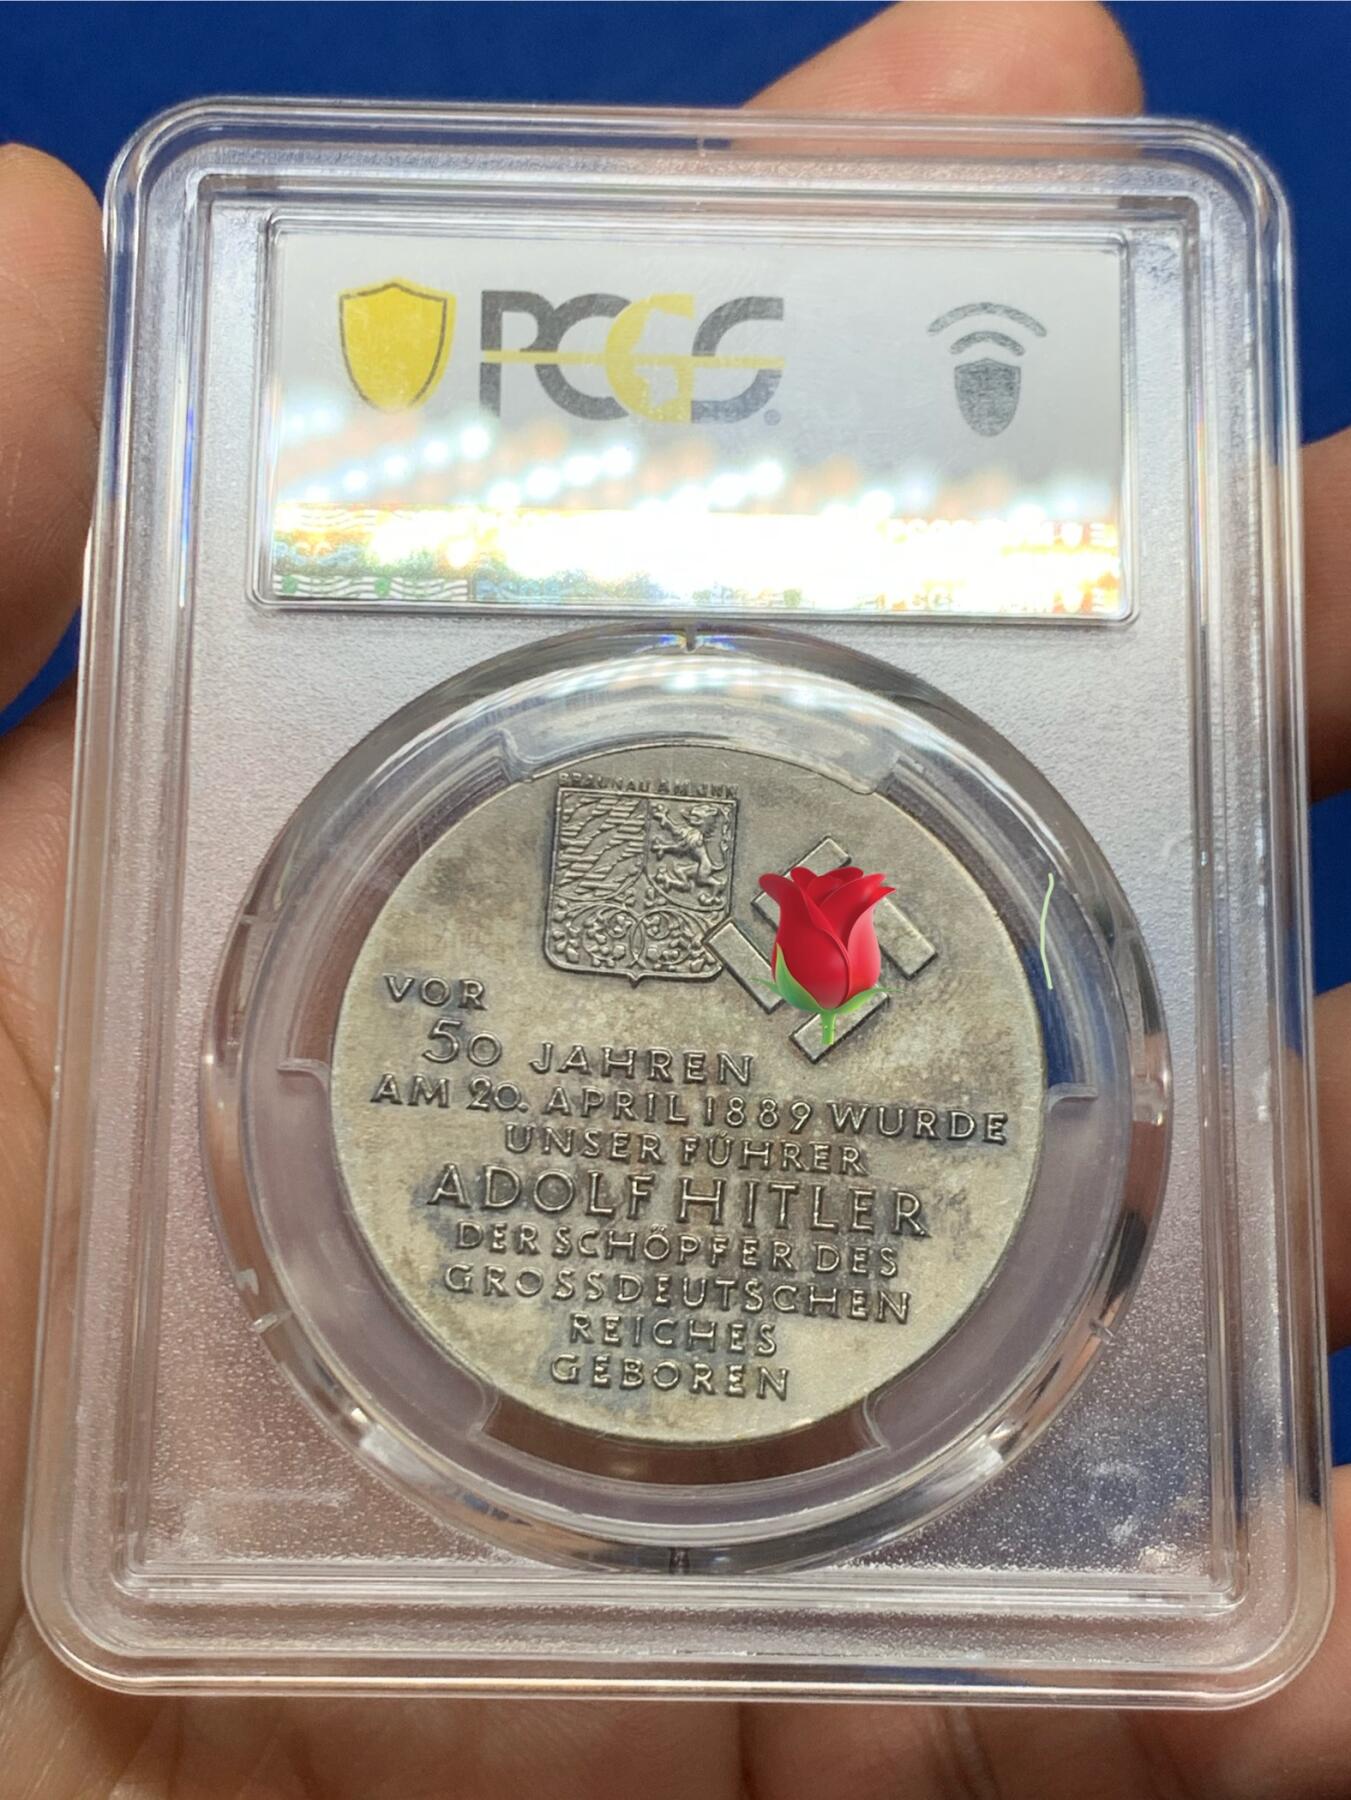 PCGS
BRAUNAU AM INN
VOR
50 JAHREN
AM 20. APRIL 1889 WURDE
UNSER FÜHRER
ADOLF HITLER
DER SCHÖPFER DES
GROSSDEUTSCHEN
REICHES
GEBOREN